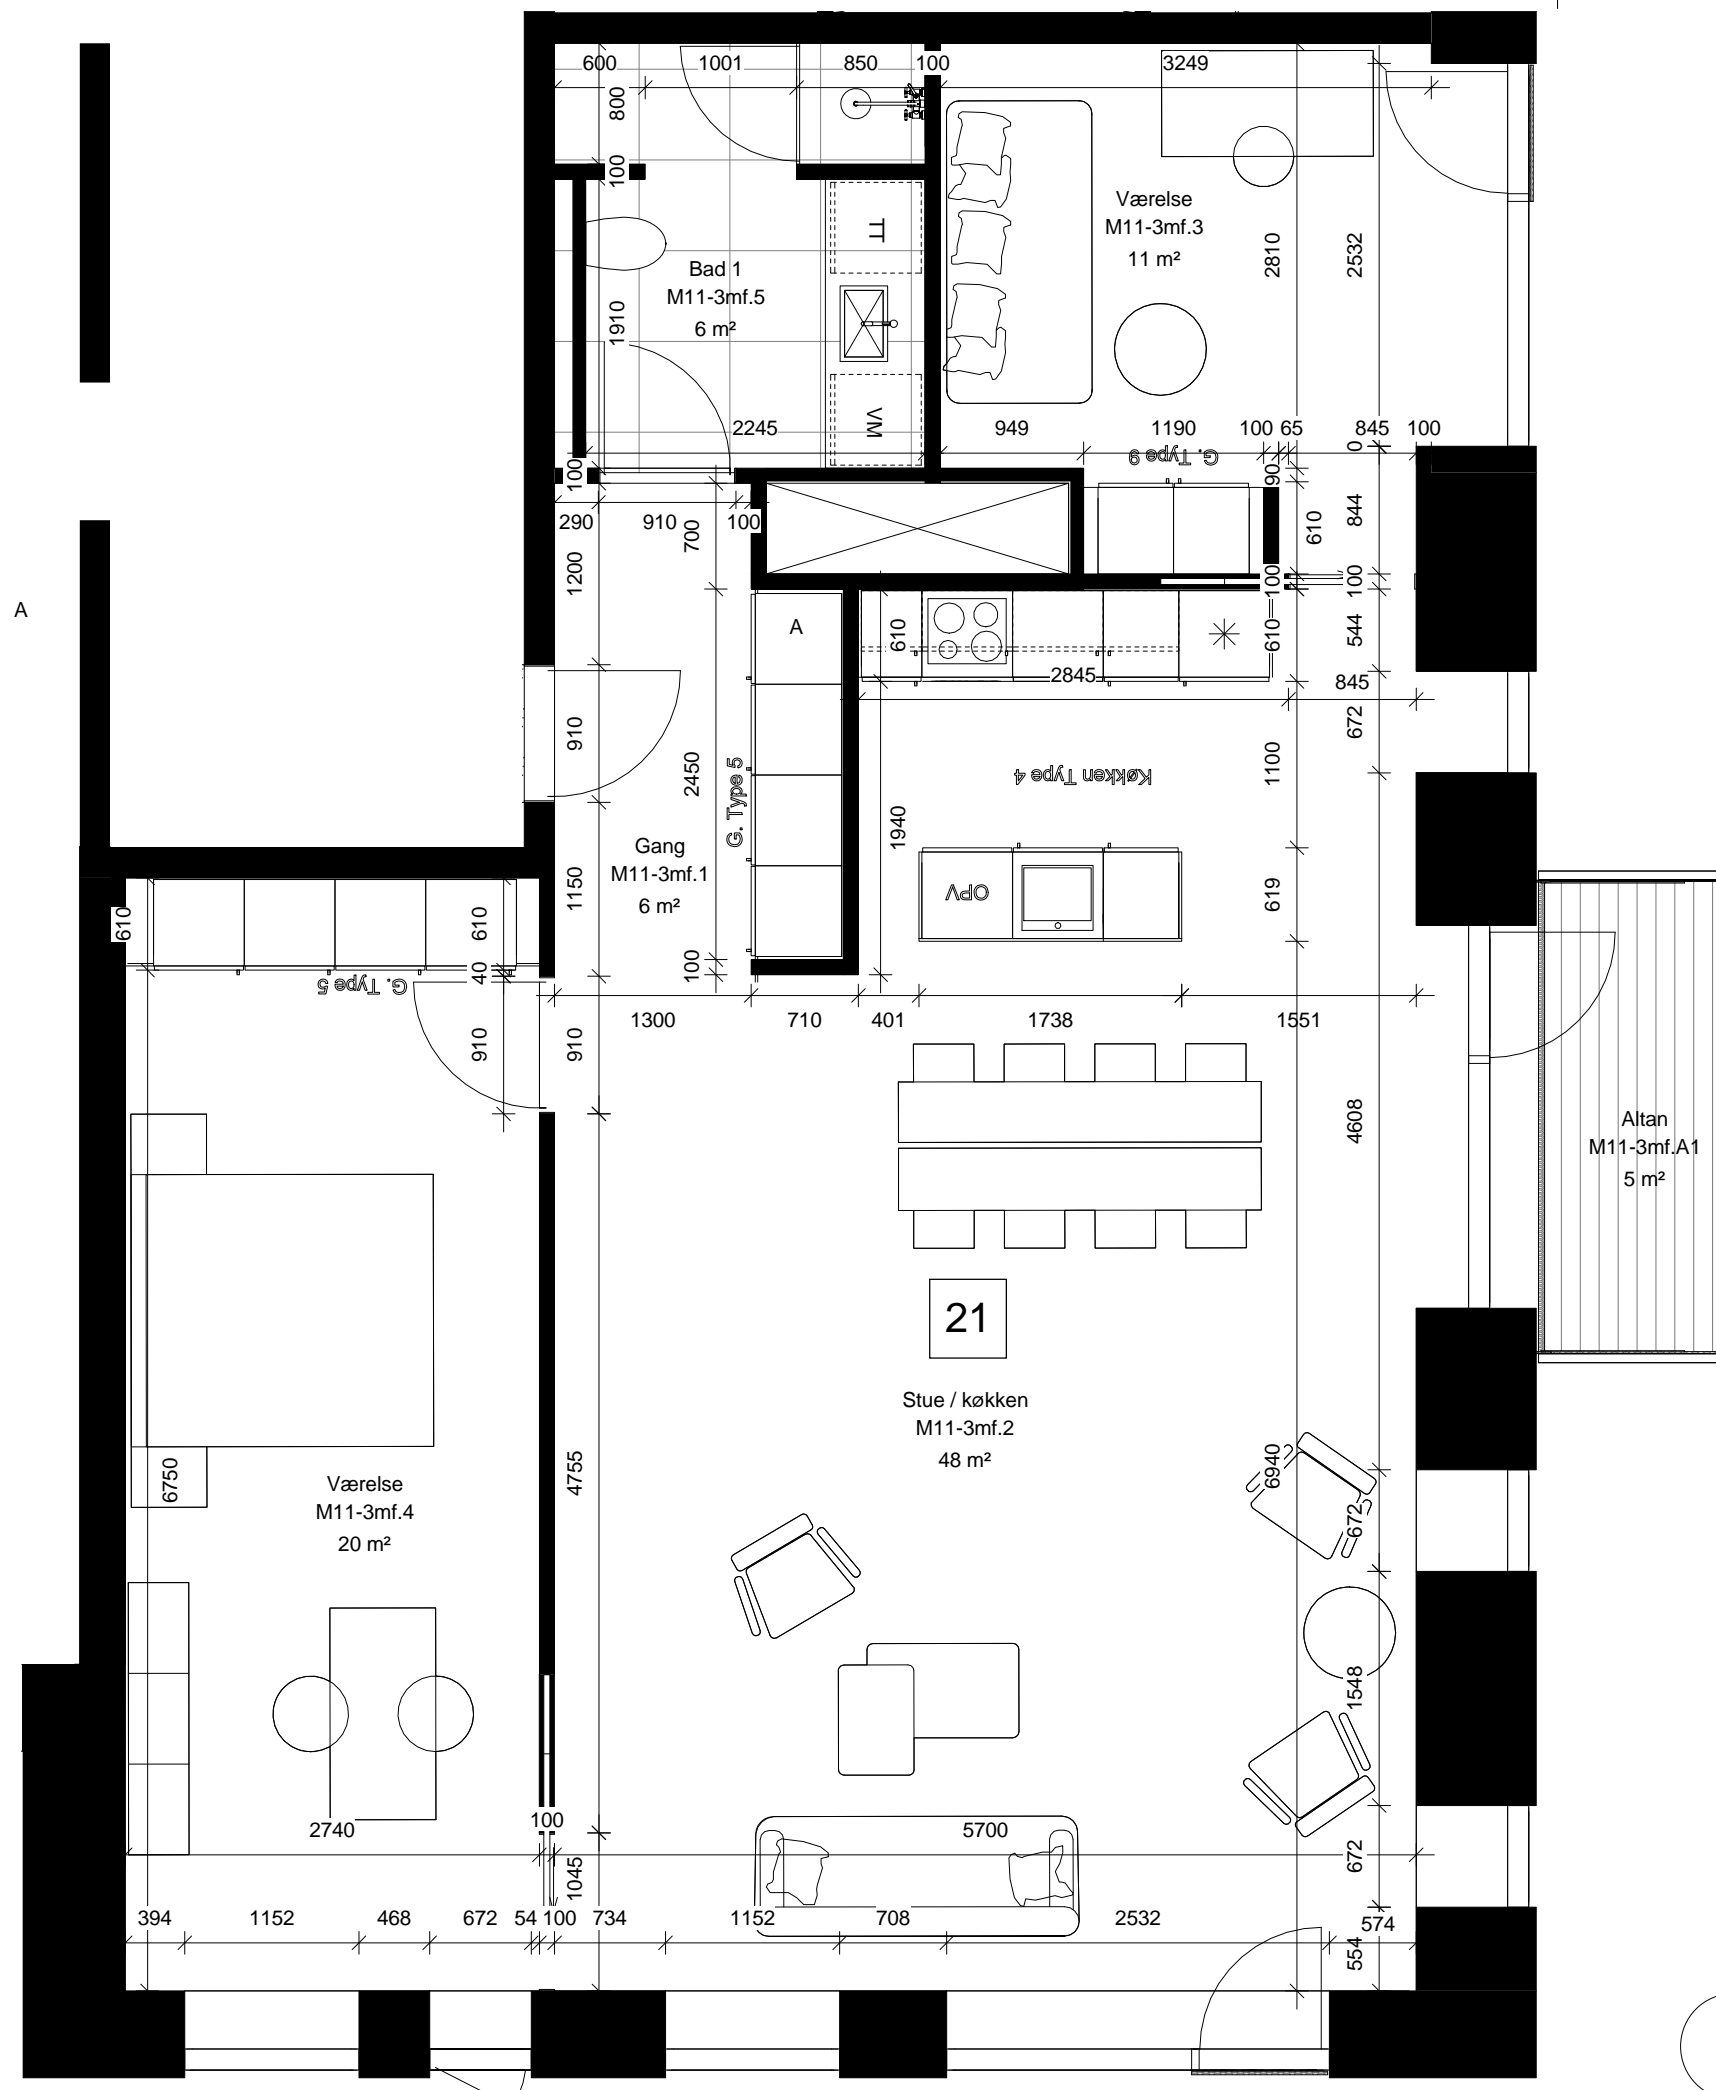 600 1001 850 100 3249
800
100
Værelse
M11-3mf.3
11 m²
TT
2810
2532
Bad 1
M11-3mf.5
6 m²
1910
VM
2245
949 1190 100 65 845 100
0
G. Type 9
100
90
290 910 100
700
610
844
1200
100
100
A
A
610
610
544
2845
845
672
910
2450
G. Type 5
1100
Køkken Type 4
1940
Gang
M11-3mf.1
6 m²
1150
OPV
619
610
610
40
100
G. Type 5
1300 710 401 1738 1551
910
910
4608
Altan
M11-3mf.A1
5 m²
21
Stue / køkken
M11-3mf.2
48 m²
4755
6940
6750
Værelse
M11-3mf.4
20 m²
672
1548
2740
100
5700
672
1045
394 1152 468 672 54 100 734 1152 708 2532 574
554